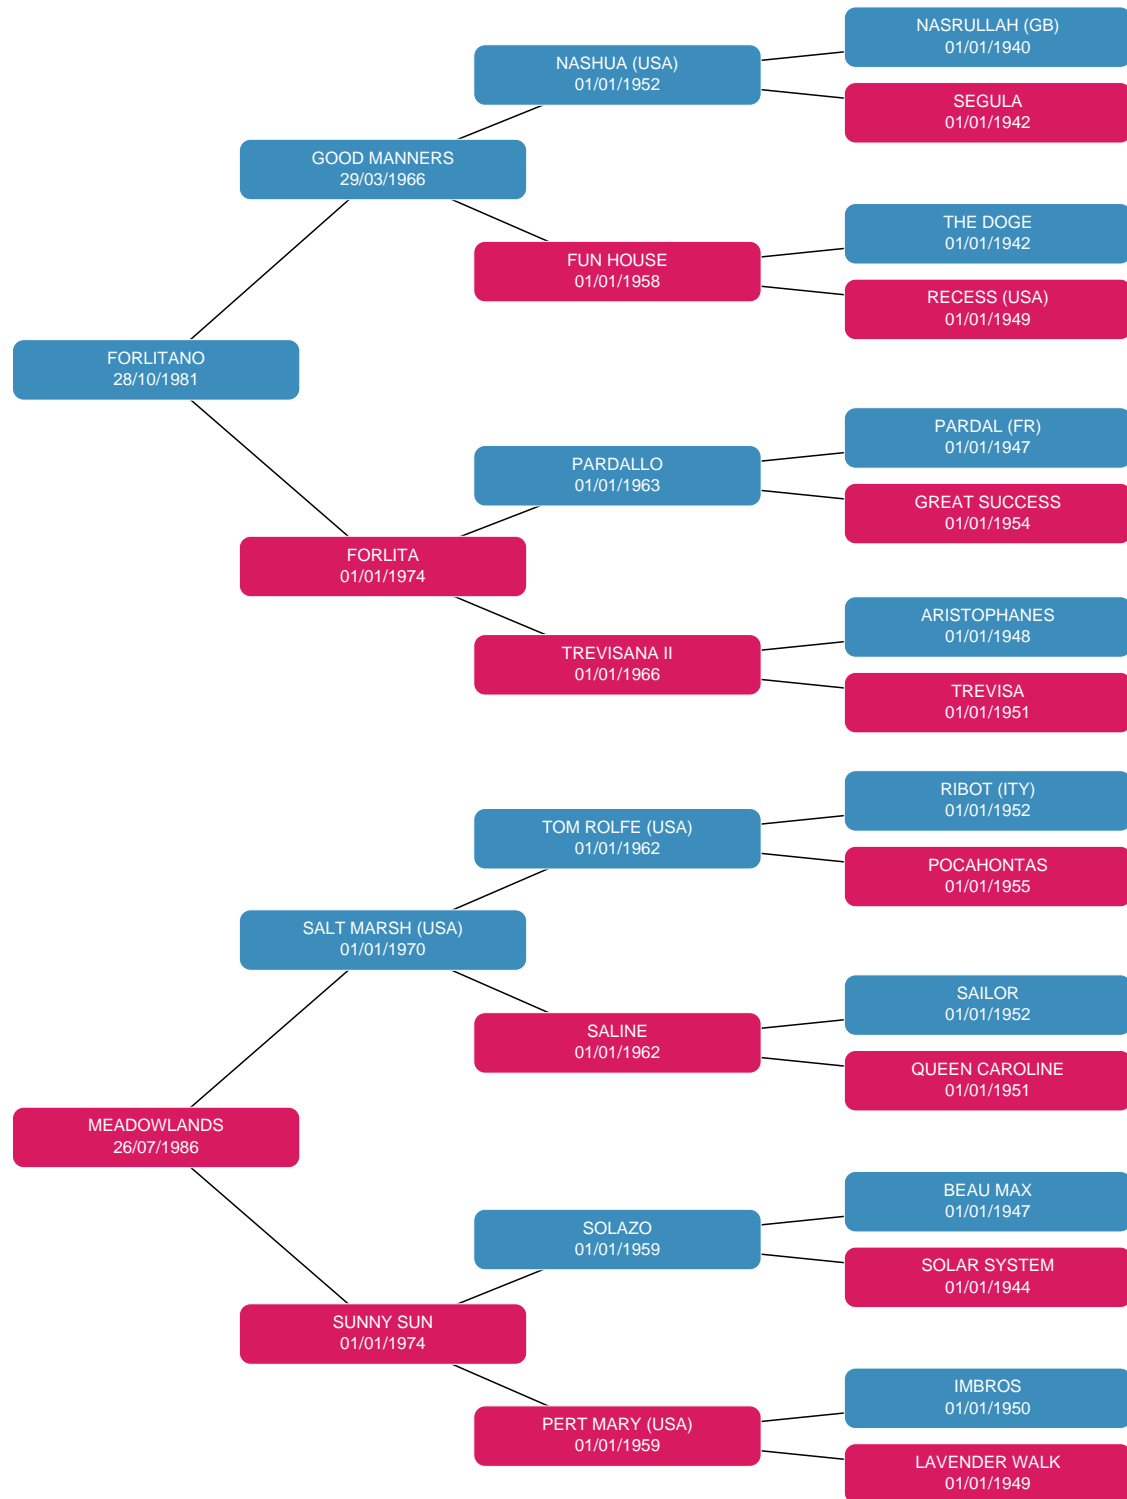 NASRULLAH (GB)
01/01/1940
NASHUA (USA)
01/01/1952
SEGULA
01/01/1942
GOOD MANNERS
29/03/1966
THE DOGE
01/01/1942
FUN HOUSE
01/01/1958
RECESS (USA)
01/01/1949
FORLITANO
28/10/1981
PARDAL (FR)
01/01/1947
PARDALLO
01/01/1963
GREAT SUCCESS
01/01/1954
FORLITA
01/01/1974
ARISTOPHANES
01/01/1948
TREVISANA II
01/01/1966
TREVISA
01/01/1951
RIBOT (ITY)
01/01/1952
TOM ROLFE (USA)
01/01/1962
POCAHONTAS
01/01/1955
SALT MARSH (USA)
01/01/1970
SAILOR
01/01/1952
SALINE
01/01/1962
QUEEN CAROLINE
01/01/1951
MEADOWLANDS
26/07/1986
BEAU MAX
01/01/1947
SOLAZO
01/01/1959
SOLAR SYSTEM
01/01/1944
SUNNY SUN
01/01/1974
IMBROS
01/01/1950
PERT MARY (USA)
01/01/1959
LAVENDER WALK
01/01/1949